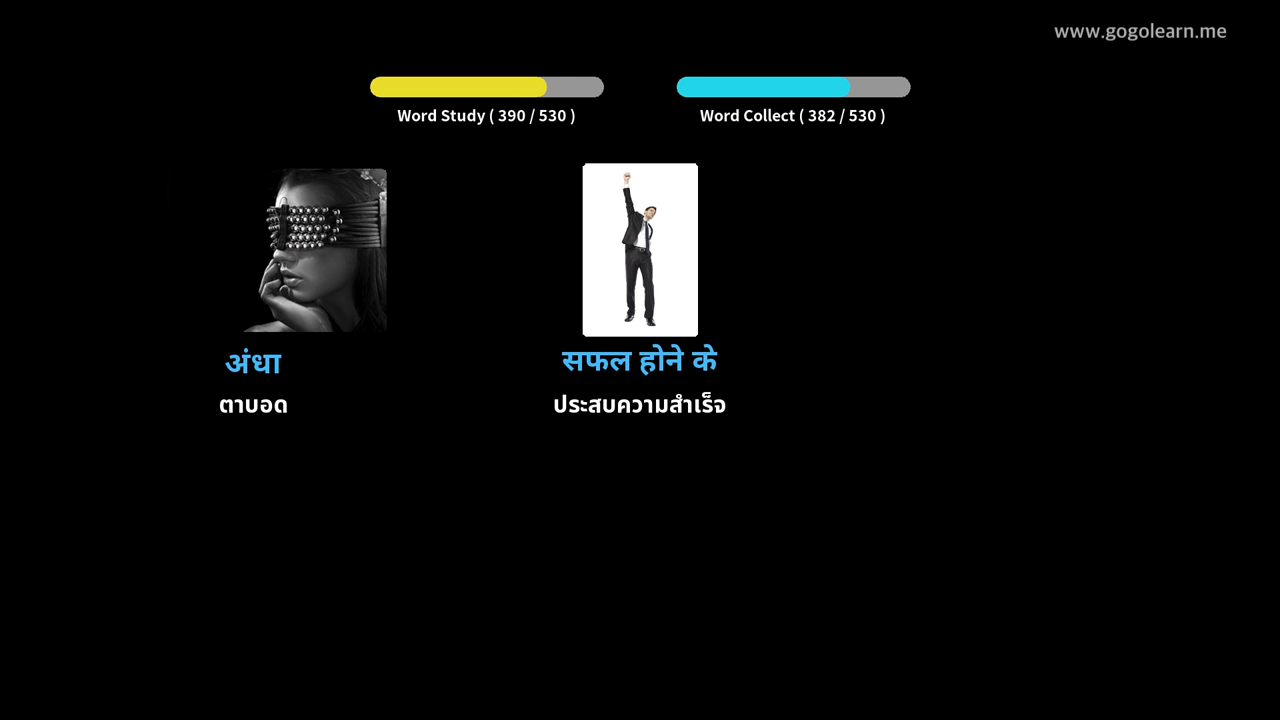 www.gogolearn.me
Word Study ( 390 / 530 )
Word Collect ( 382 / 530 )
अंधा
ตาบอด
सफल होने के
ประสบความสำเร็จ